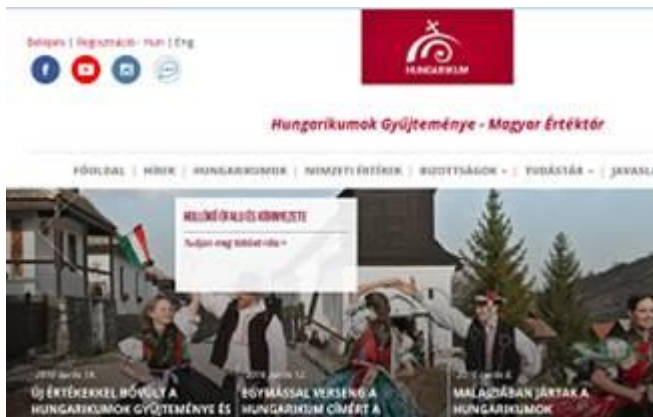 Belépés | Regisztráció - Hun | Eng
HUNGARIKUM
Hungarikumok Gyűjteménye - Magyar Értéktár
FŐOLDAL | HÍREK | HUNGARIKUMOK | NEMZETI ÉRTÉKEK | BIZOTTSÁGOK | TUDÁSTÁR | JAVASLA
HOLLÓKŐ ÓFALU ÉS KÖRNYEZETE
Tudjon meg többet róla
ÚJ ÉRTÉKEKKEL BŐVÜLT A
HUNGARIKUMOK GYŰJTEMÉNYE ÉS
EGYMÁSSAL VERSENG A
HUNGARIKUM CÍMÉRT A
MALAJZIÁBAN JÁRTAK A
HUNGARIKUMOK